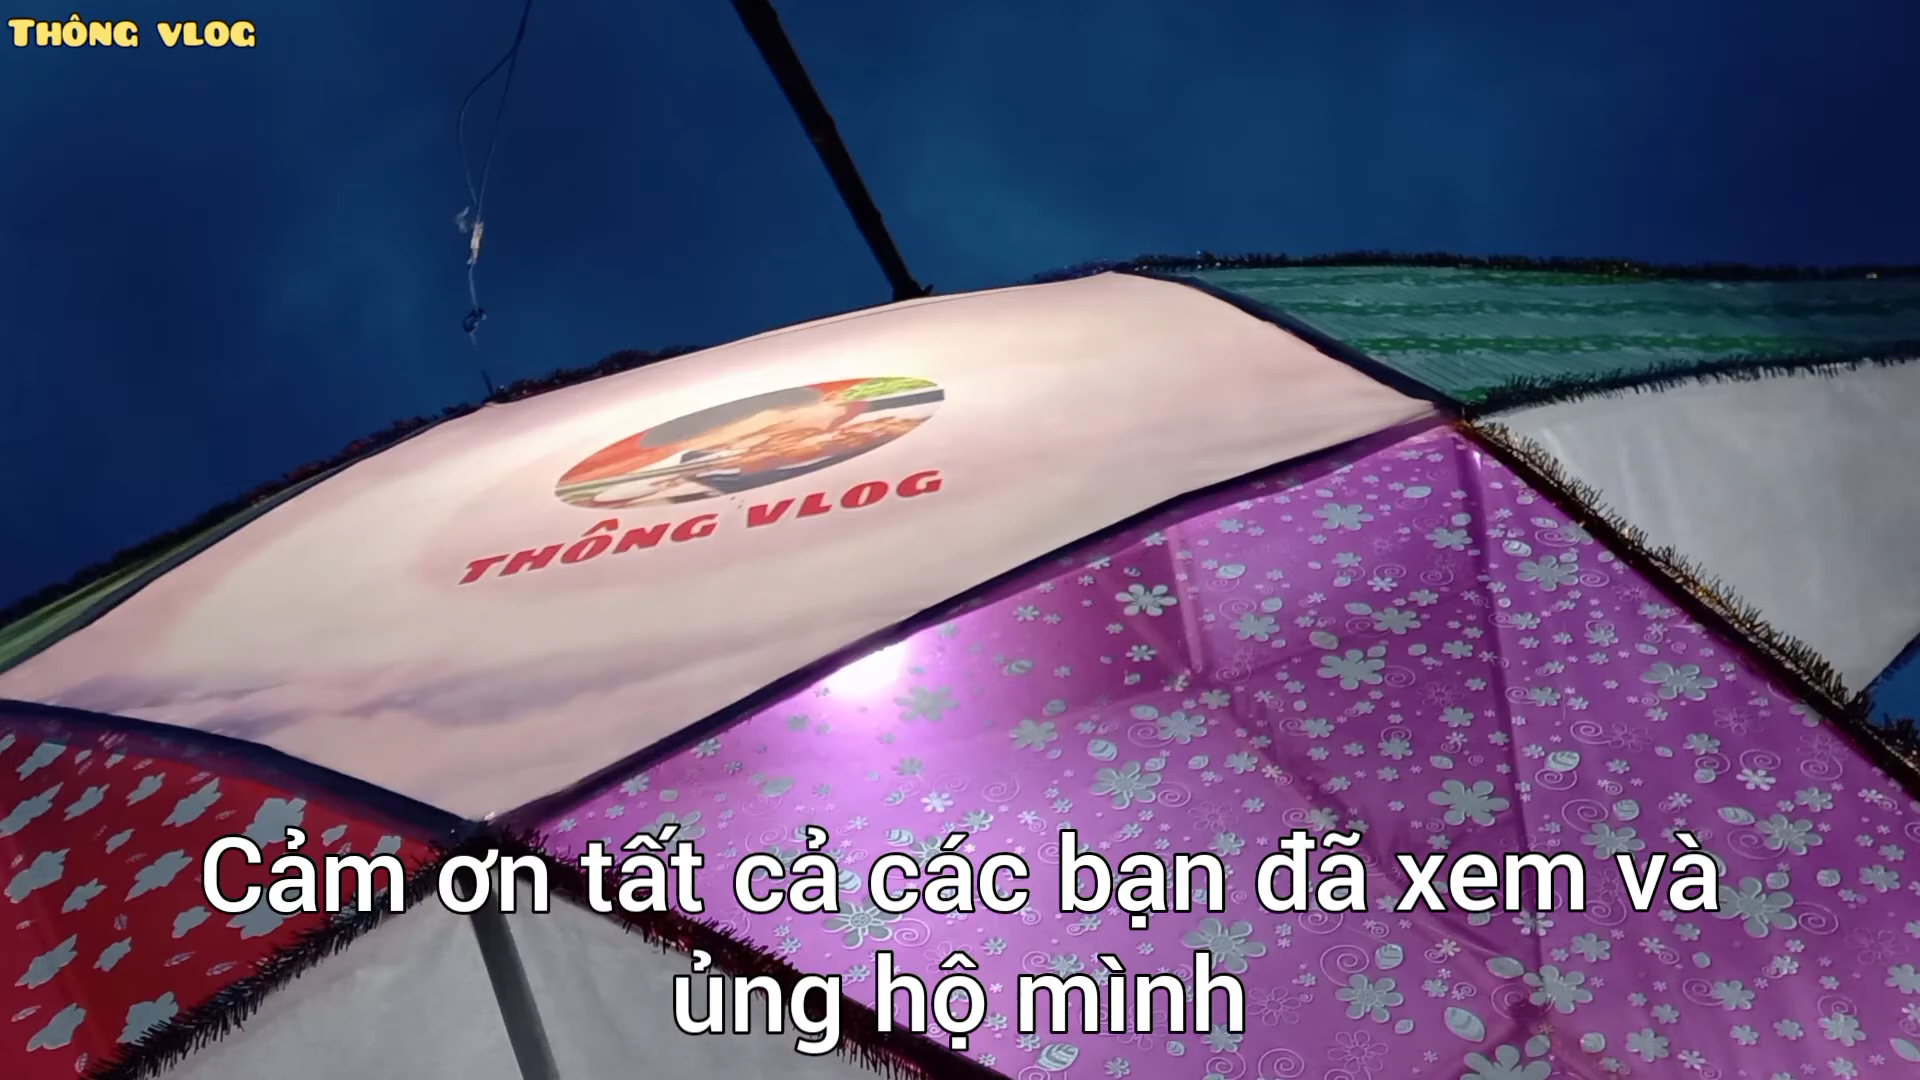 THÔNG VLOG
THÔNG VLOG
Cảm ơn tất cả các bạn đã xem và
ủng hộ mình